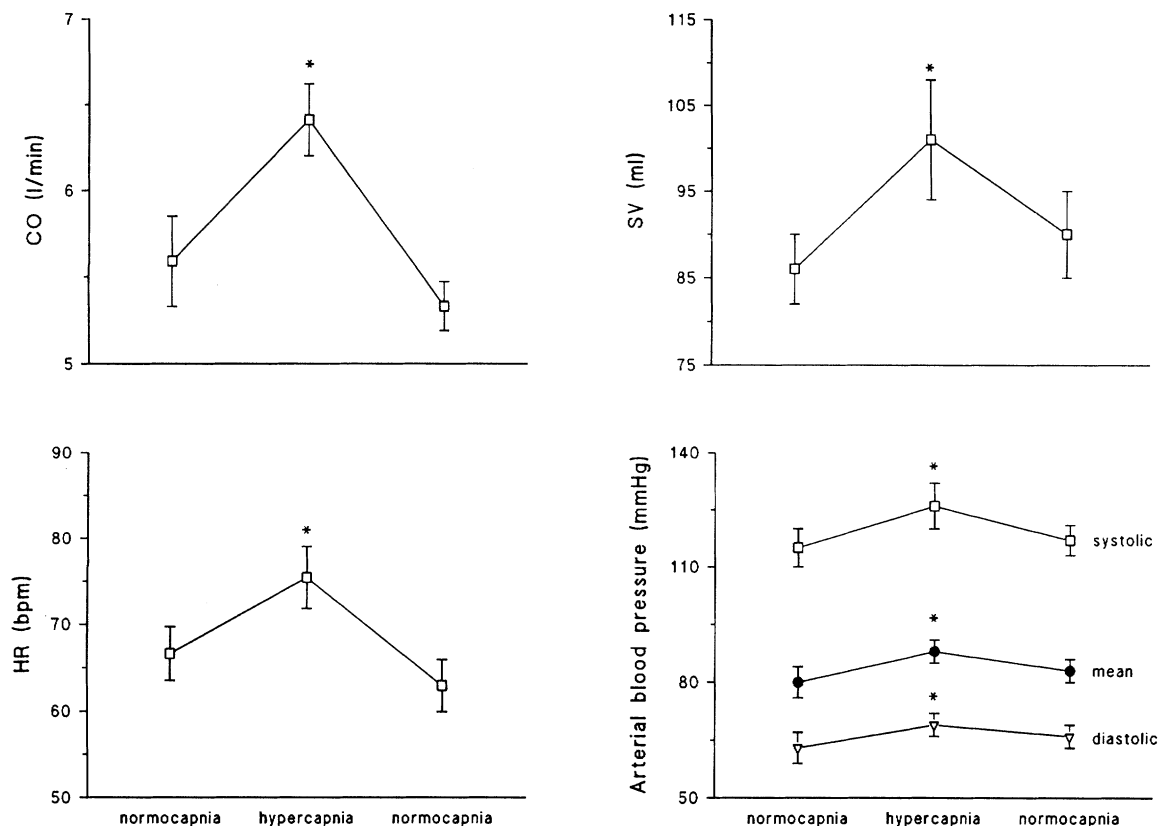 CO (l/min)
7
6
5
*
SV (ml)
115
105
95
85
75
*
HR (bpm)
90
80
70
60
50
*
normocapnia hypercapnia normocapnia
Arterial blood pressure (mmHg)
140
110
80
50
*
*
*
systolic
mean
diastolic
normocapnia hypercapnia normocapnia